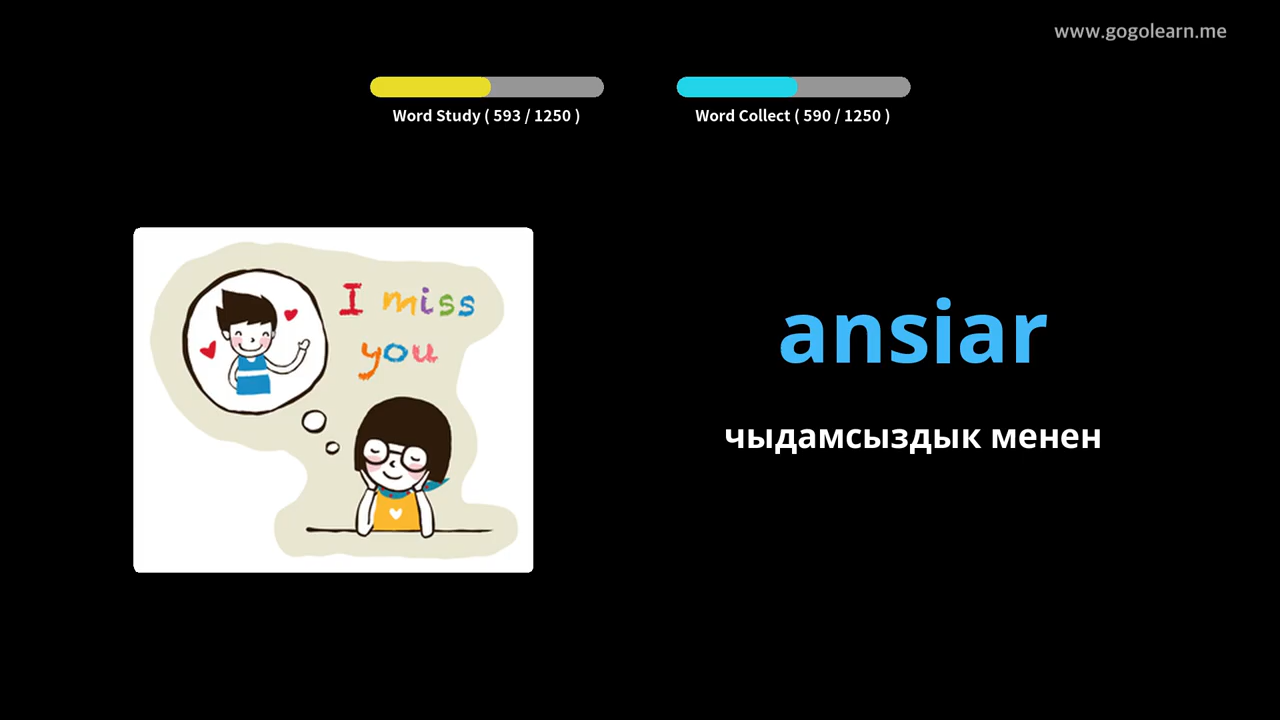 www.gogolearn.me
Word Study ( 593 / 1250 )
Word Collect ( 590 / 1250 )
I miss
you
ansiar
чыдамсыздык менен